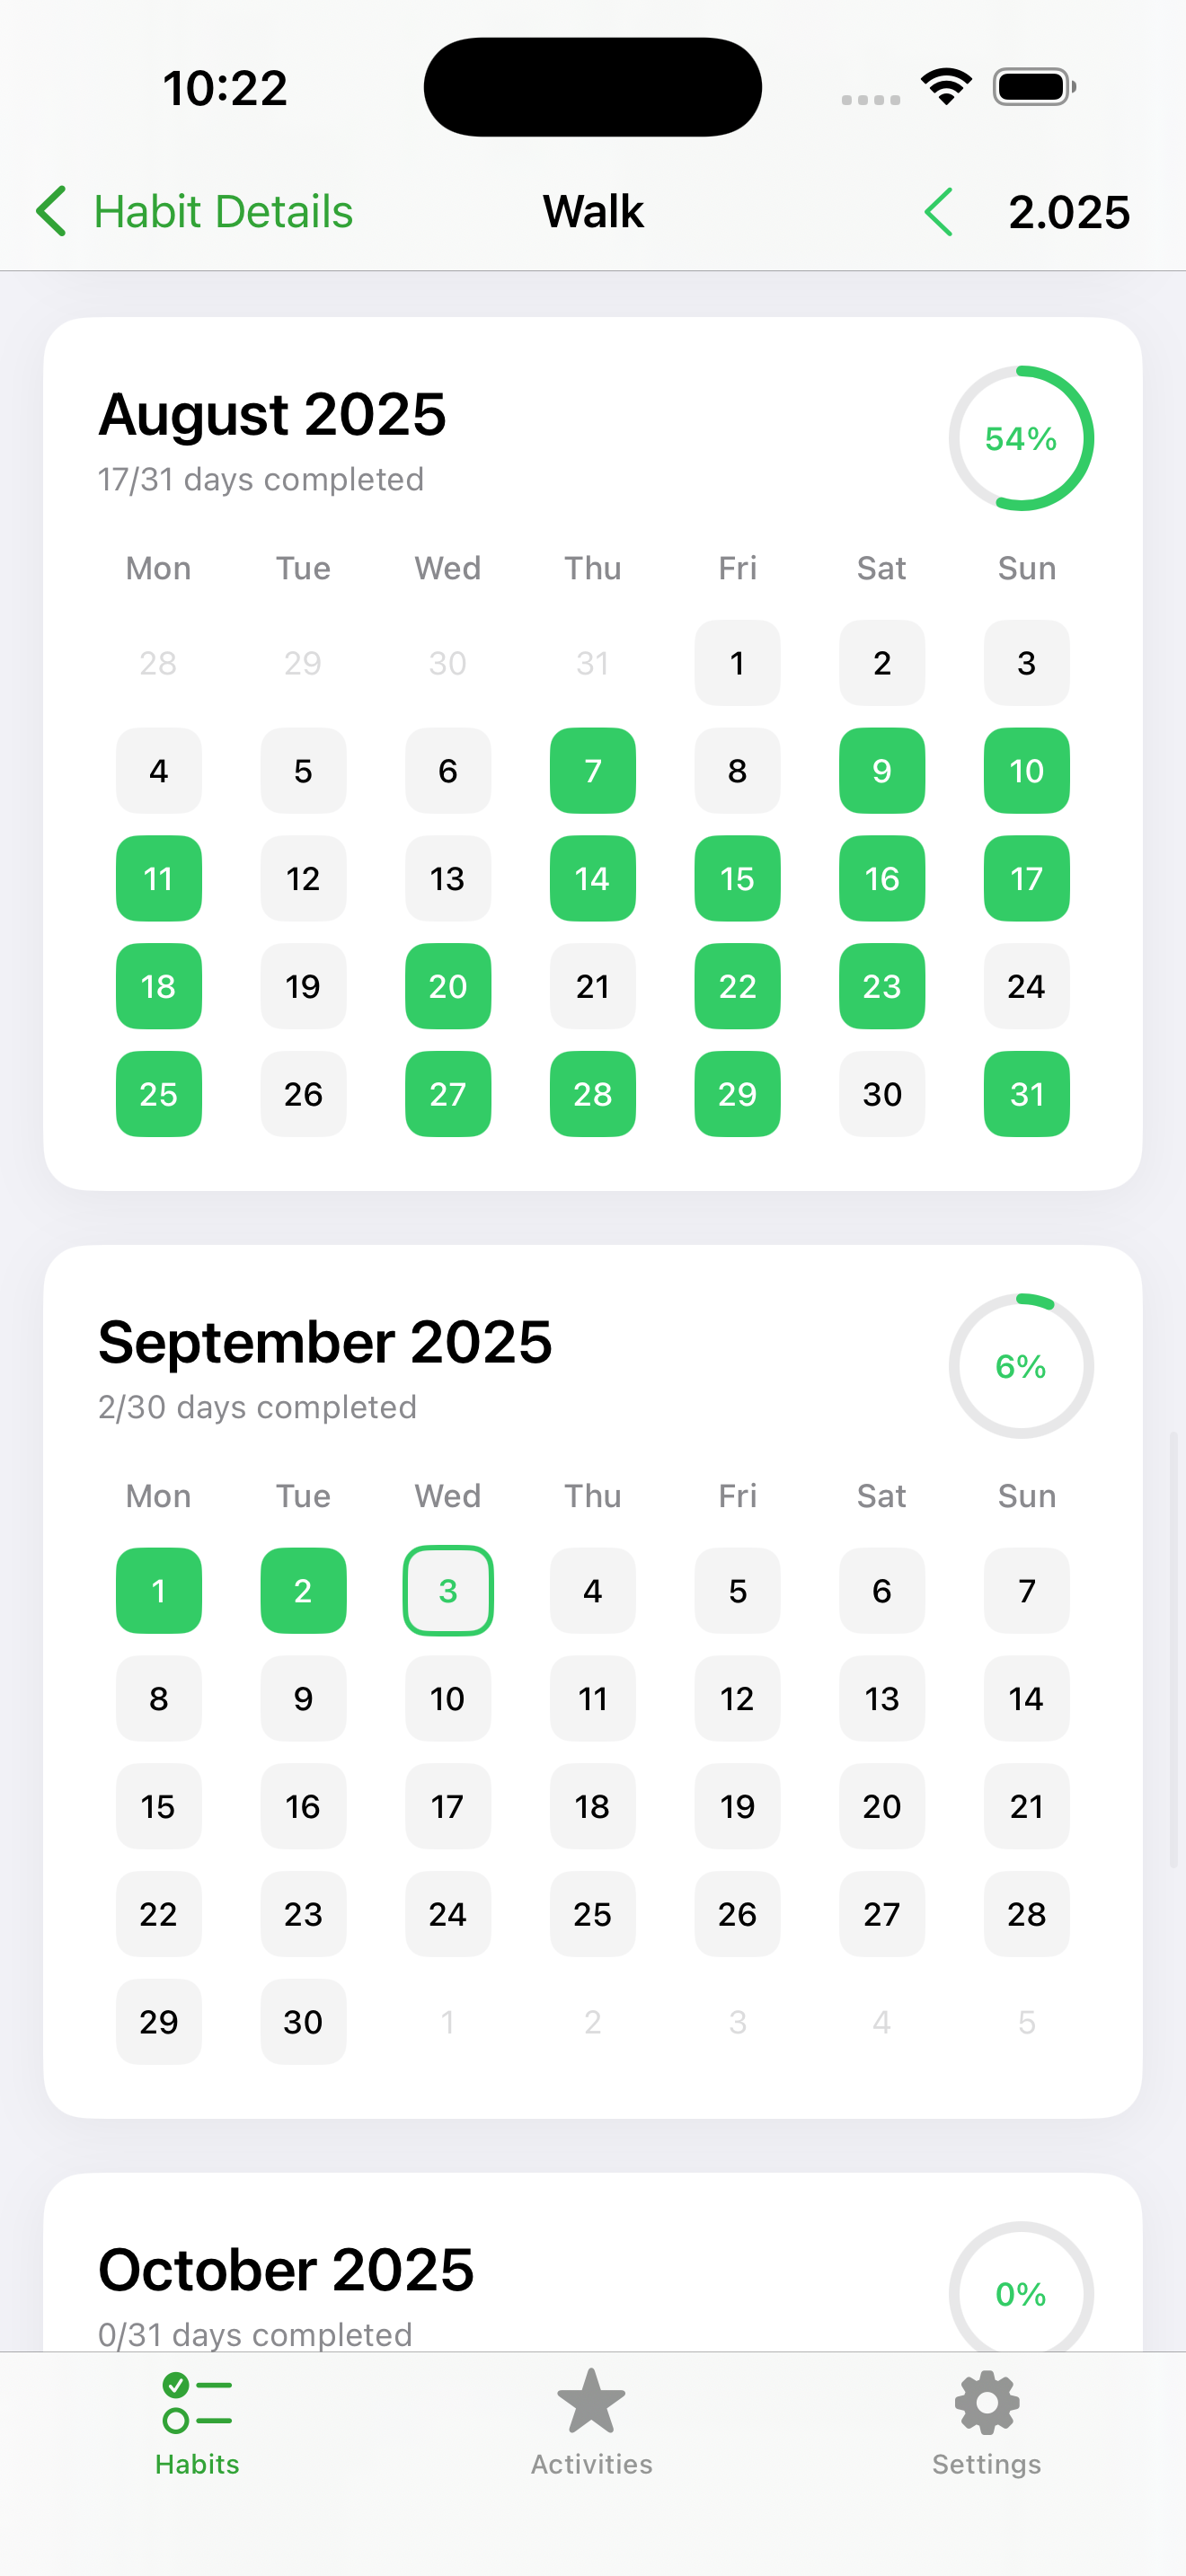 10:22
Habit Details Walk 2.025
August 2025
54%
17/31 days completed
Mon Tue Wed Thu Fri Sat Sun
28 29 30 31 1 2 3
4 5 6 7 8 9 10
11 12 13 14 15 16 17
18 19 20 21 22 23 24
25 26 27 28 29 30 31
September 2025
6%
2/30 days completed
Mon Tue Wed Thu Fri Sat Sun
1 2 3 4 5 6 7
8 9 10 11 12 13 14
15 16 17 18 19 20 21
22 23 24 25 26 27 28
29 30 1 2 3 4 5
October 2025
0%
0/31 days completed
Habits Activities Settings